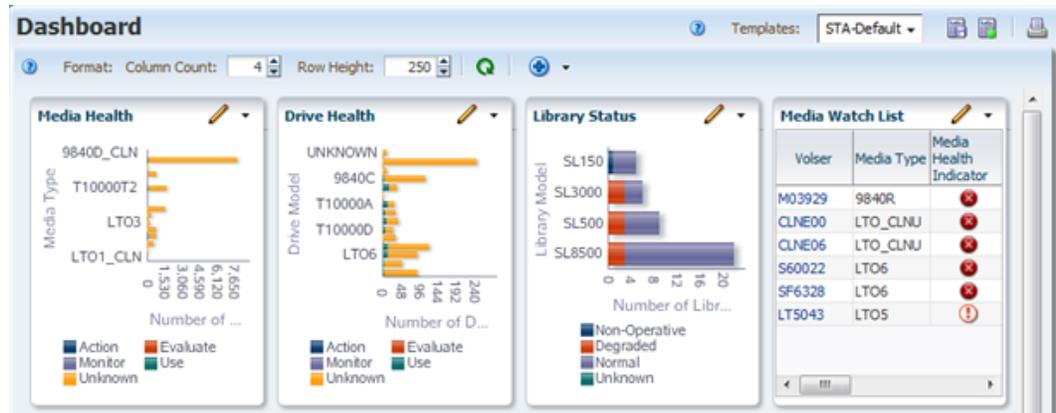 Dashboard
Templates: STA-Default
Format: Column Count: 4 Row Height: 250
Media Health
Media Type
9840D_CLN
T10000T2
LTO3
LTO1_CLN
0 1.530 3.060 4.590 6.120 7.650
Number of ...
Action Evaluate
Monitor Use
Unknown
Drive Health
Drive Model
UNKNOWN
9840C
T10000A
T10000D
LTO6
0 48 96 144 192 240
Number of D...
Action Evaluate
Monitor Use
Unknown
Library Status
Library Model
SL150
SL3000
SL500
SL8500
0 4 8 12 16 20
Number of Libr...
Non-Operative
Degraded
Normal
Unknown
Media Watch List
Volser Media Type Media Health Indicator
M03929 9840R
CLNE00 LTO_CLNU
CLNE06 LTO_CLNU
S60022 LTO6
SF6328 LTO6
LT5043 LTO5